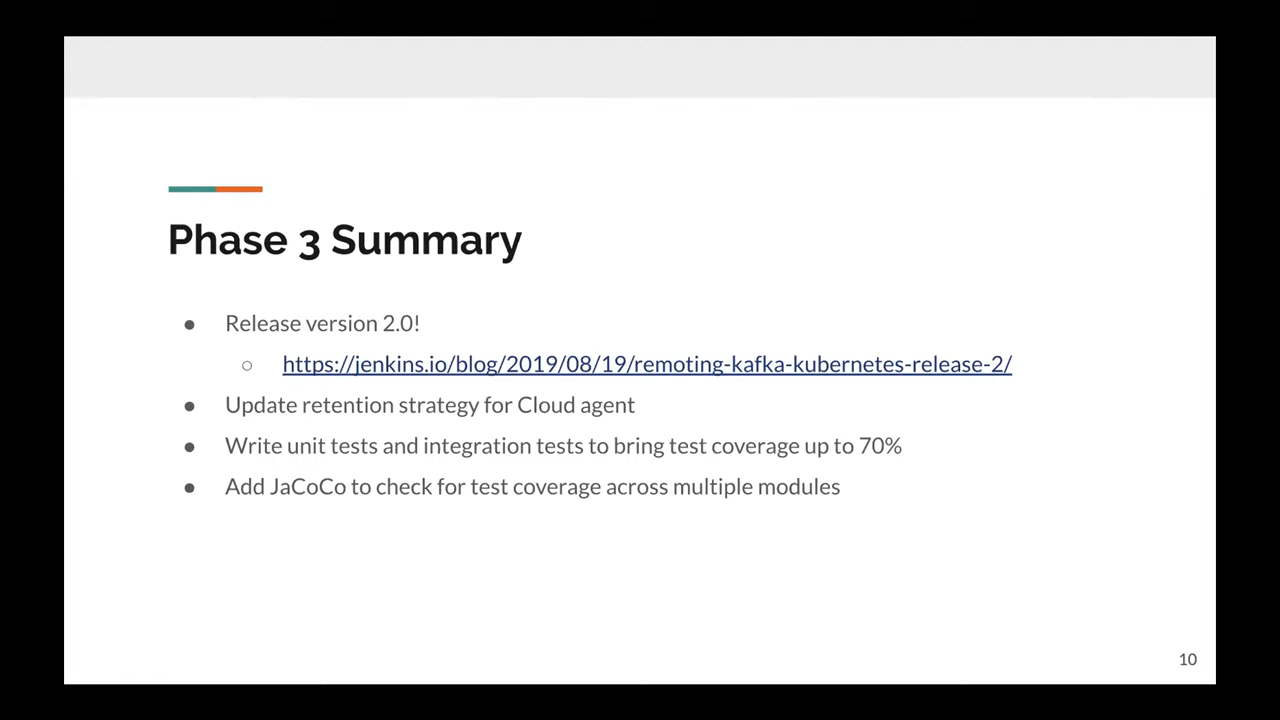 Phase 3 Summary
● Release version 2.0!
○ https://jenkins.io/blog/2019/08/19/remoting-kafka-kubernetes-release-2/
● Update retention strategy for Cloud agent
● Write unit tests and integration tests to bring test coverage up to 70%
● Add JaCoCo to check for test coverage across multiple modules
10